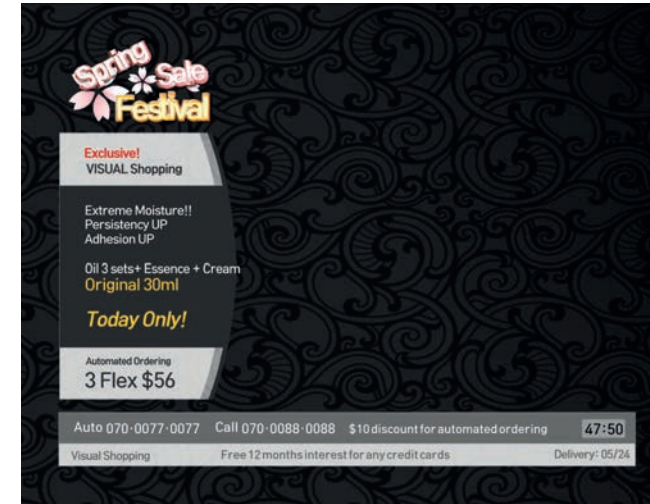 Spring Sale
Festival
Exclusive!
VISUAL Shopping
Extreme Moisture!!
Persistency UP
Adhesion UP
Oil 3 sets+ Essence + Cream
Original 30ml
Today Only!
Automated Ordering
3 Flex $56
Auto 070·0077·0077 Call 070·0088·0088 $10 discount for automated ordering 47:50
Visual Shopping Free 12 months interest for any credit cards Delivery: 05/24